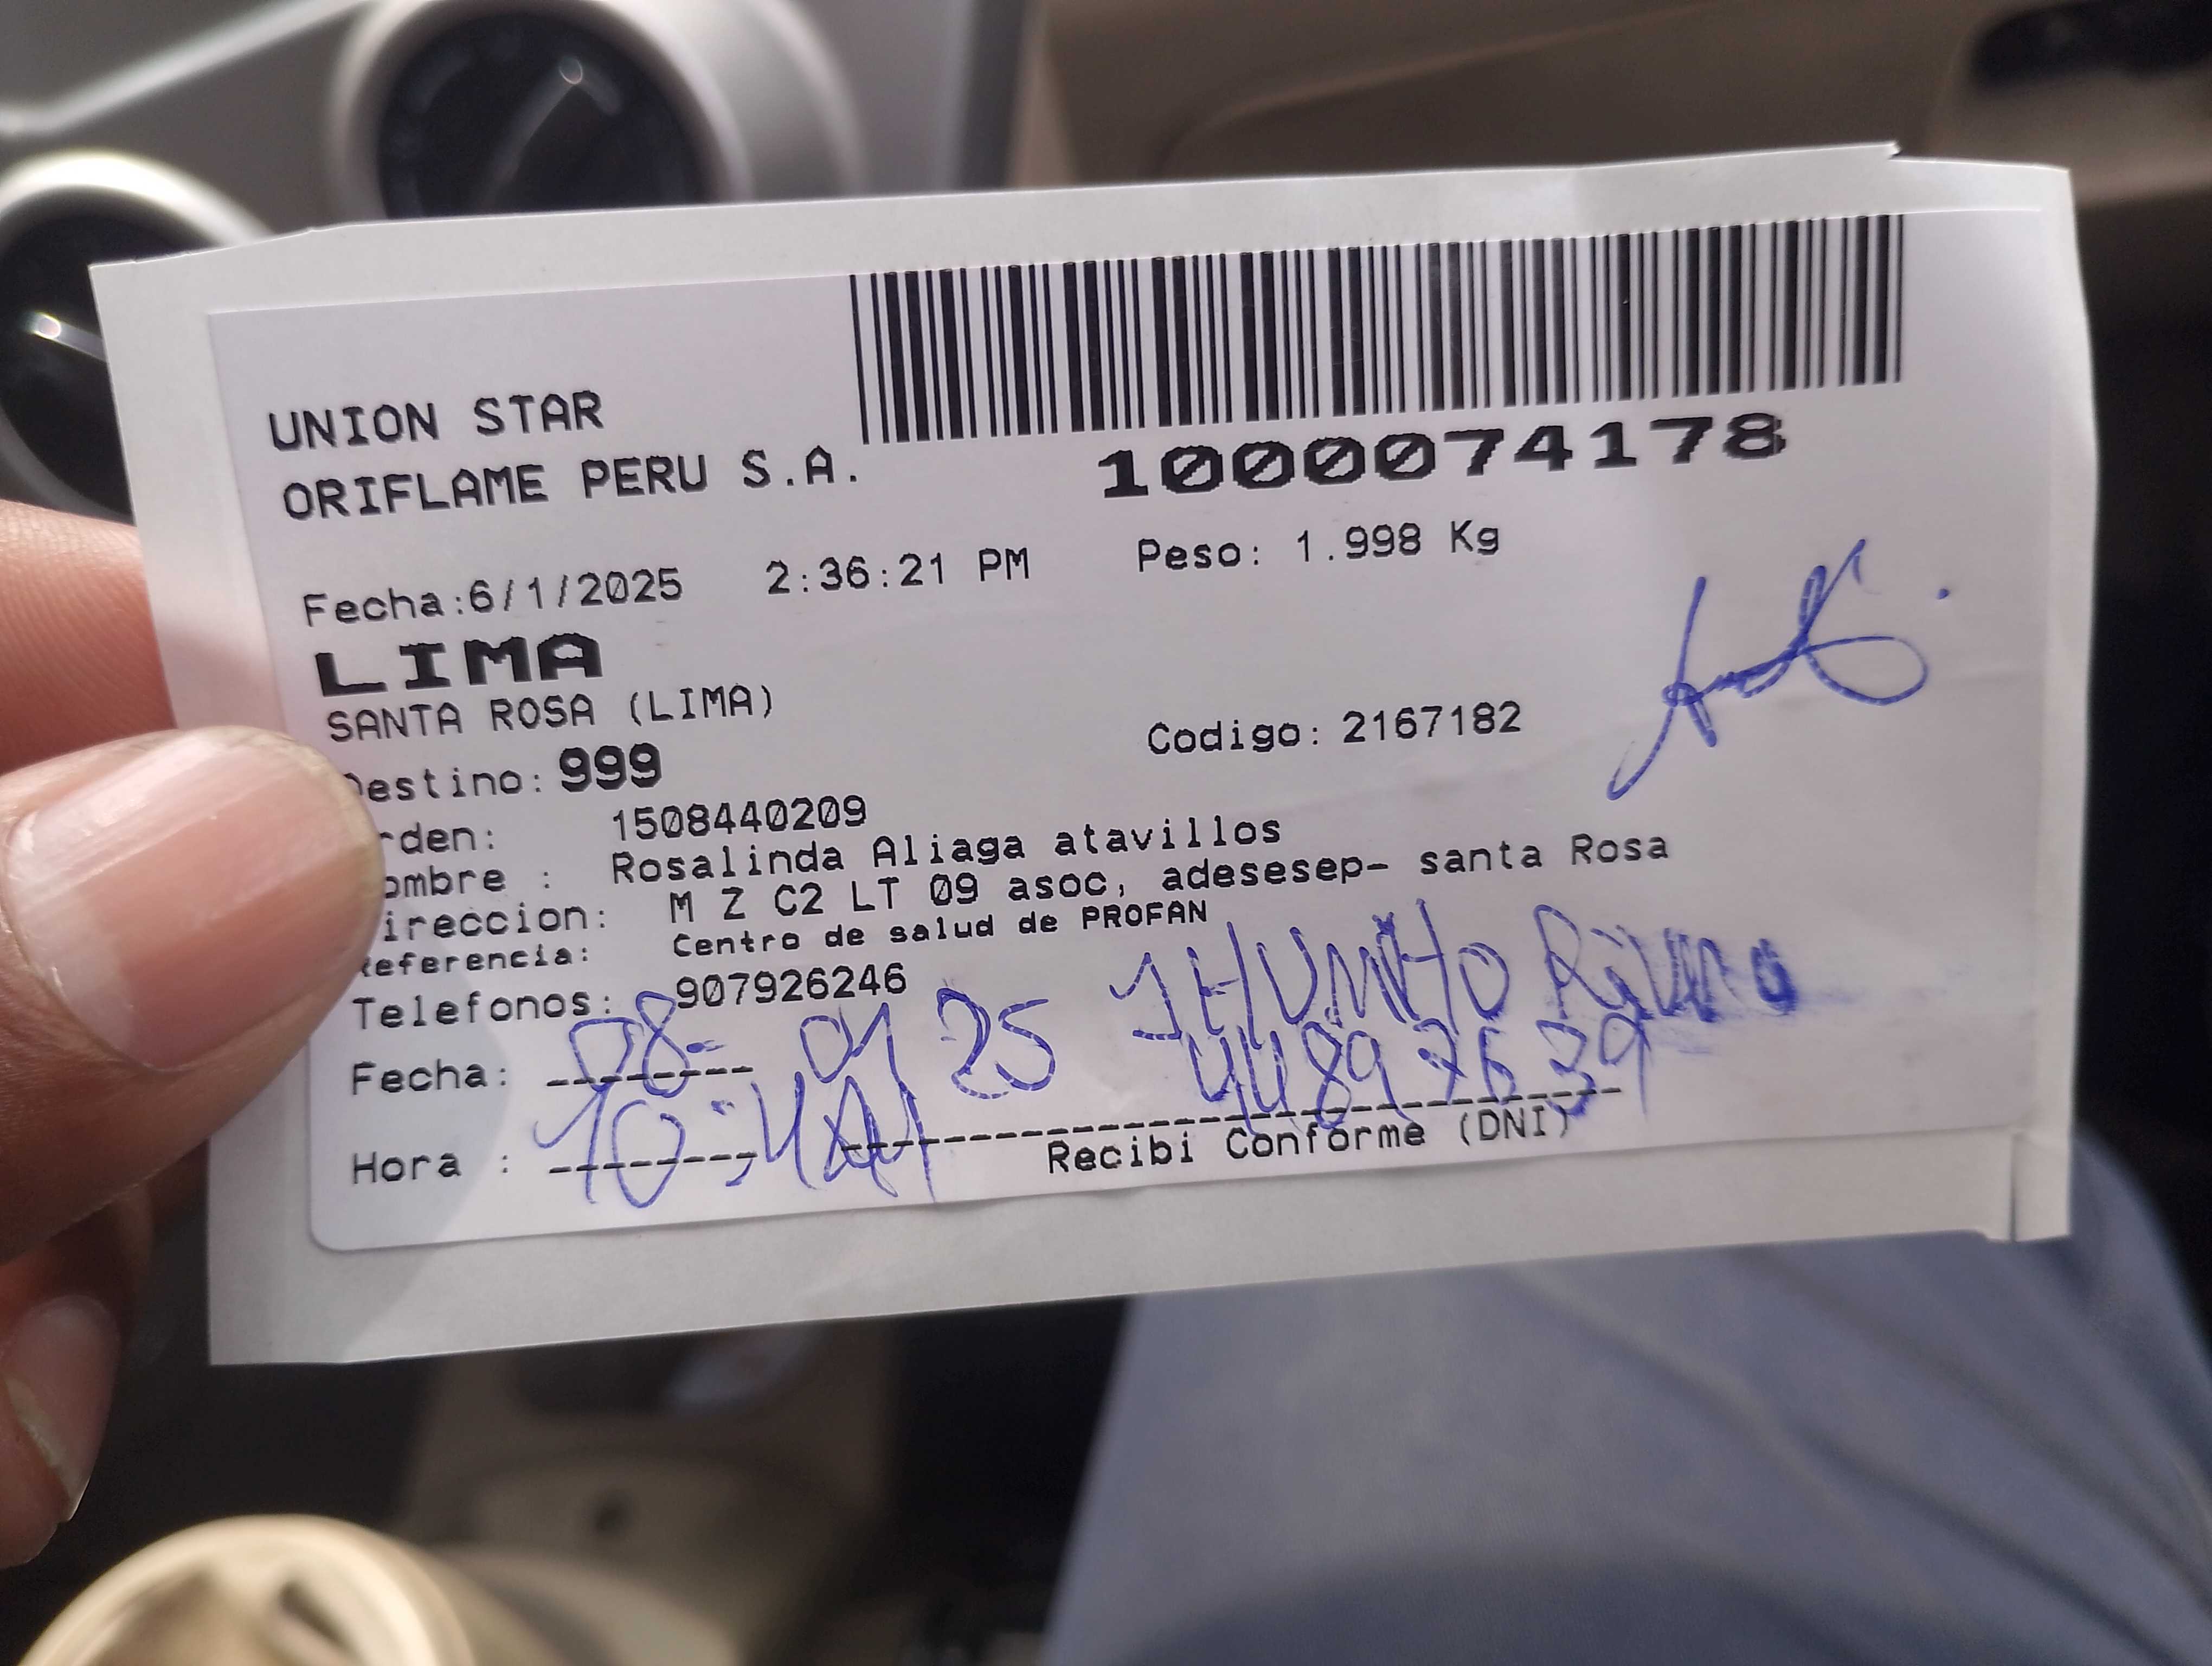 UNION STAR
ORIFLAME PERU S.A.
1000074178
Fecha:6/1/2025 2:36:21 PM Peso: 1.998 Kg
LIMA
SANTA ROSA (LIMA)
Codigo: 2167182
estino: 999
rden: 1508440209
ombre : Rosalinda Aliaga atavillos
ireccion: M Z C2 LT 09 asoc, adesesep- santa Rosa
eferencia: Centro de salud de PROFAN
Telefonos: 907926246
JHUNHO
Fecha: 08- 01 25 44897639
Hora : 10:
Recibi Conforme (DNI)